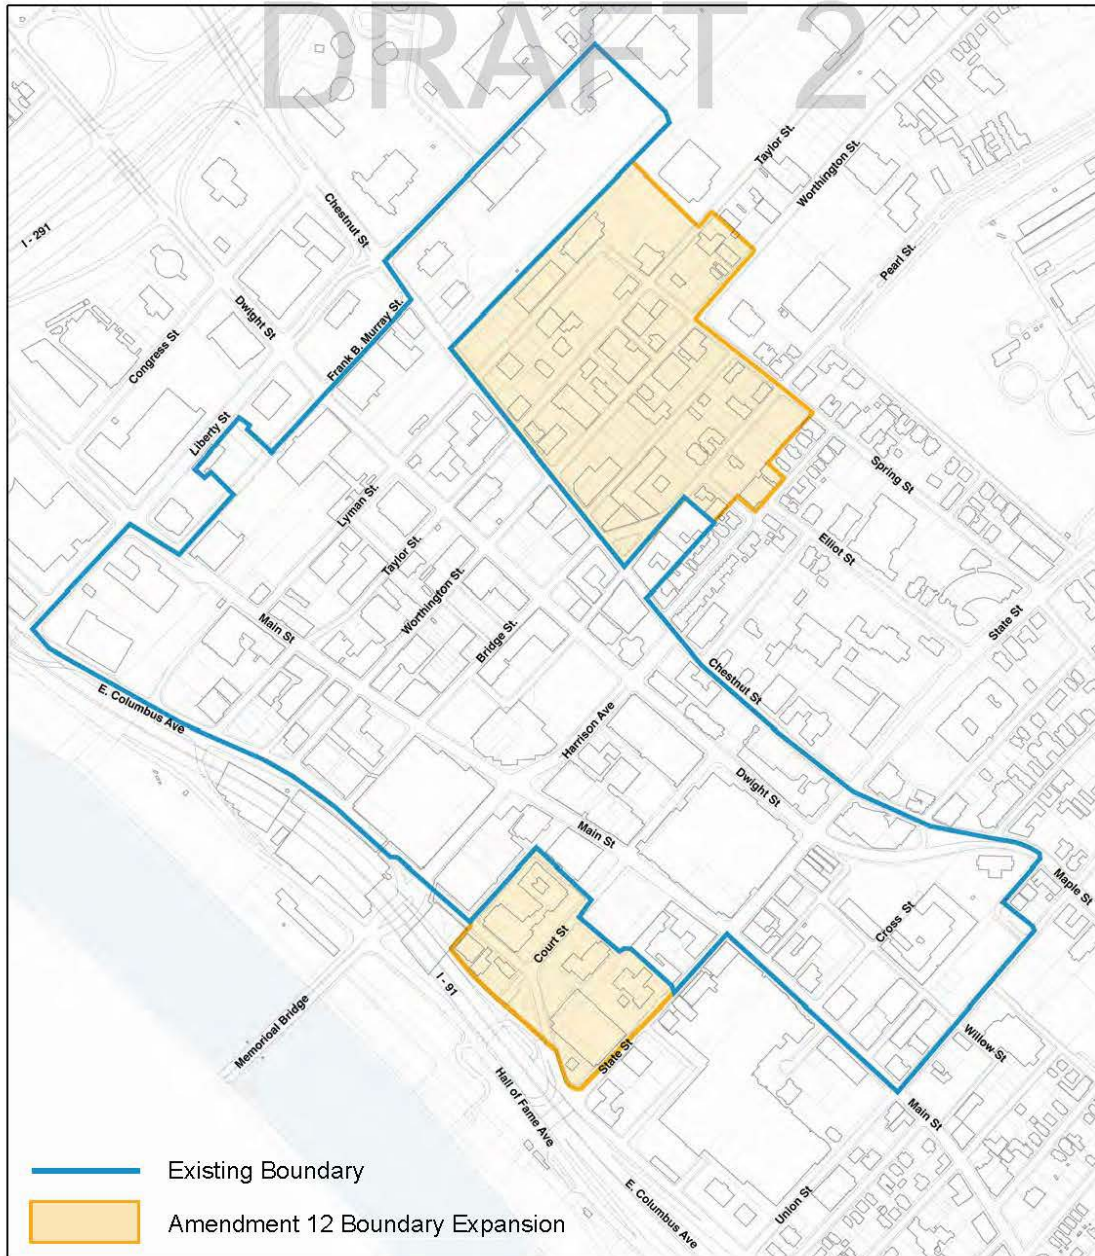 DRAFT 2
Taylor St.
Worthington St.
Chestnut St
I - 291
Pearl St.
Dwight St
Frank B. Murray St.
Congress St
Liberty St
Spring St
Lyman St.
Elliot St
Taylor St.
Worthington St.
State St
Main St
Bridge St.
Chestnut St
E. Columbus Ave
Harrison Ave
Dwight St
Main St
Maple St
Cross St
Court St
I - 91
Memorioal Bridge
Willow St
State St
Hall of Fame Ave
Main St
Existing Boundary
Union St
E. Columbus Ave
Amendment 12 Boundary Expansion